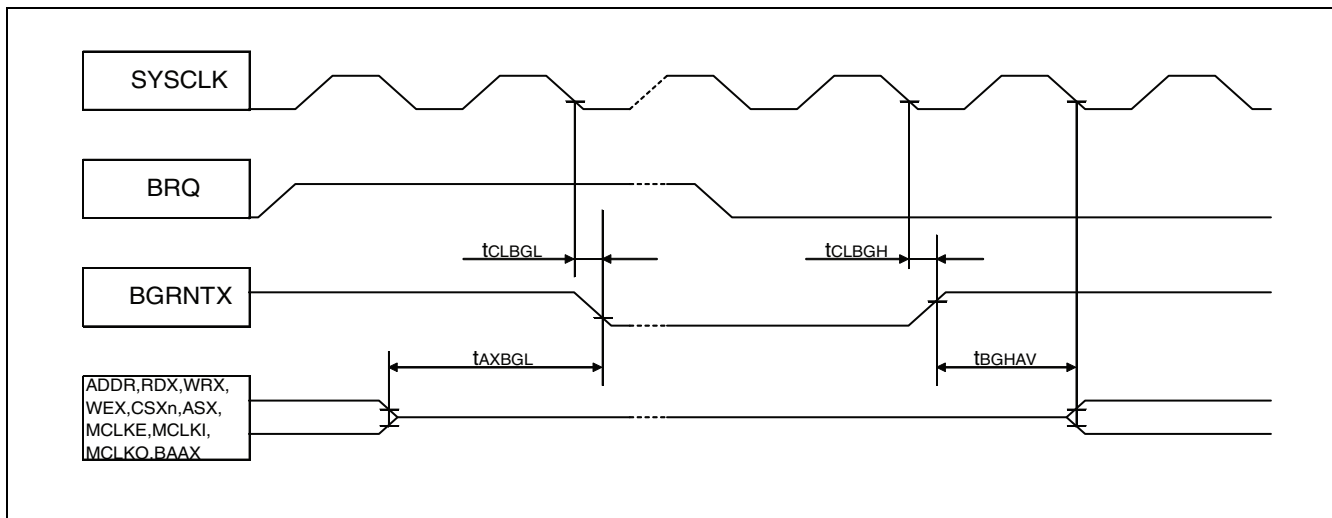 SYSCLK
BRQ
tCLBGL
tCLBGH
BGRNTX
tAXBGL
tBGHAV
ADDR,RDX,WRX,
WEX,CSXn,ASX,
MCLKE,MCLKI,
MCLKO,BAAX